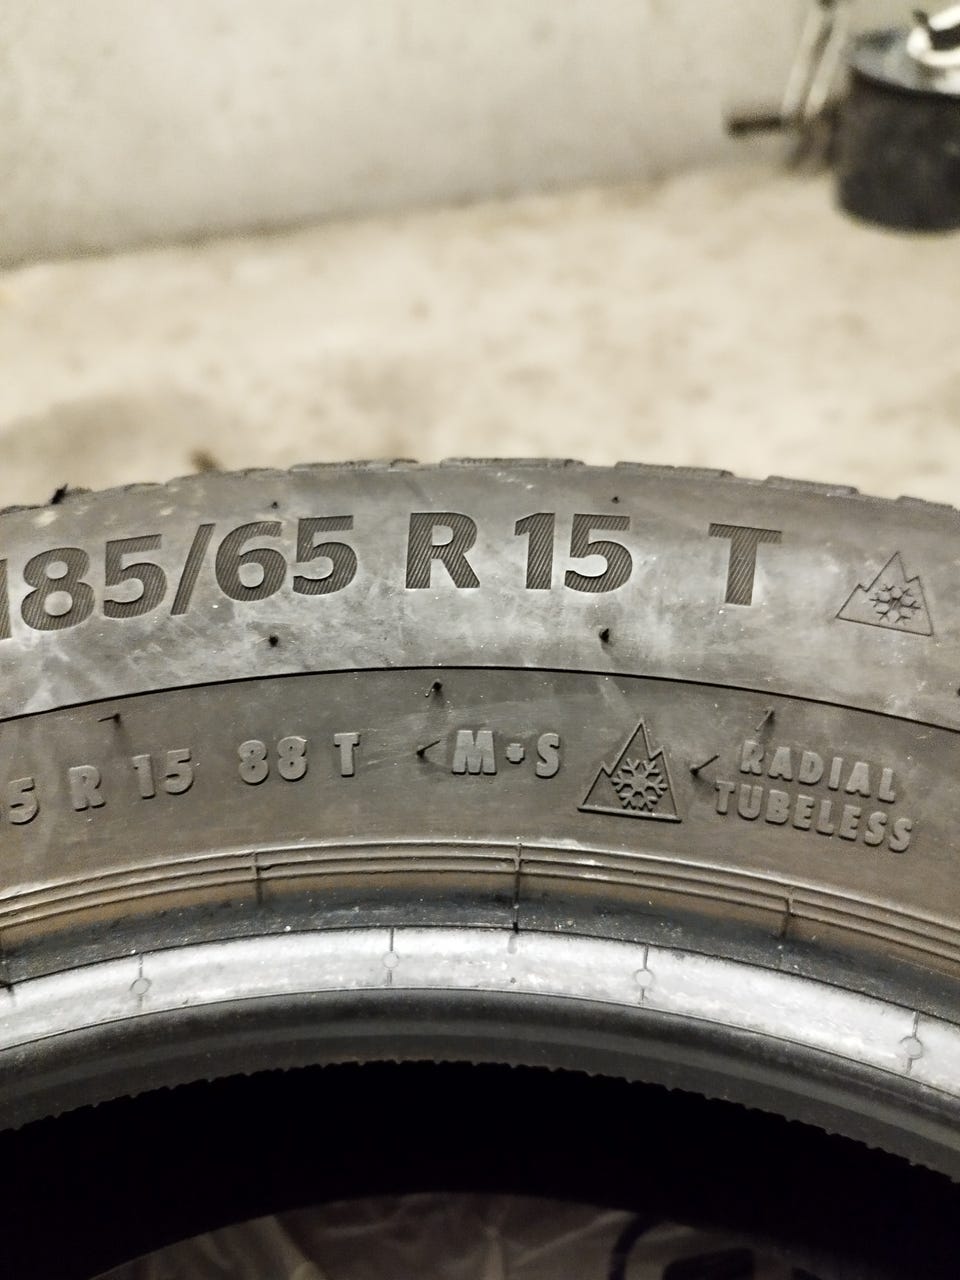 185/65 R 15 T
5 R 15 88 T M+S RADIAL
TUBELESS